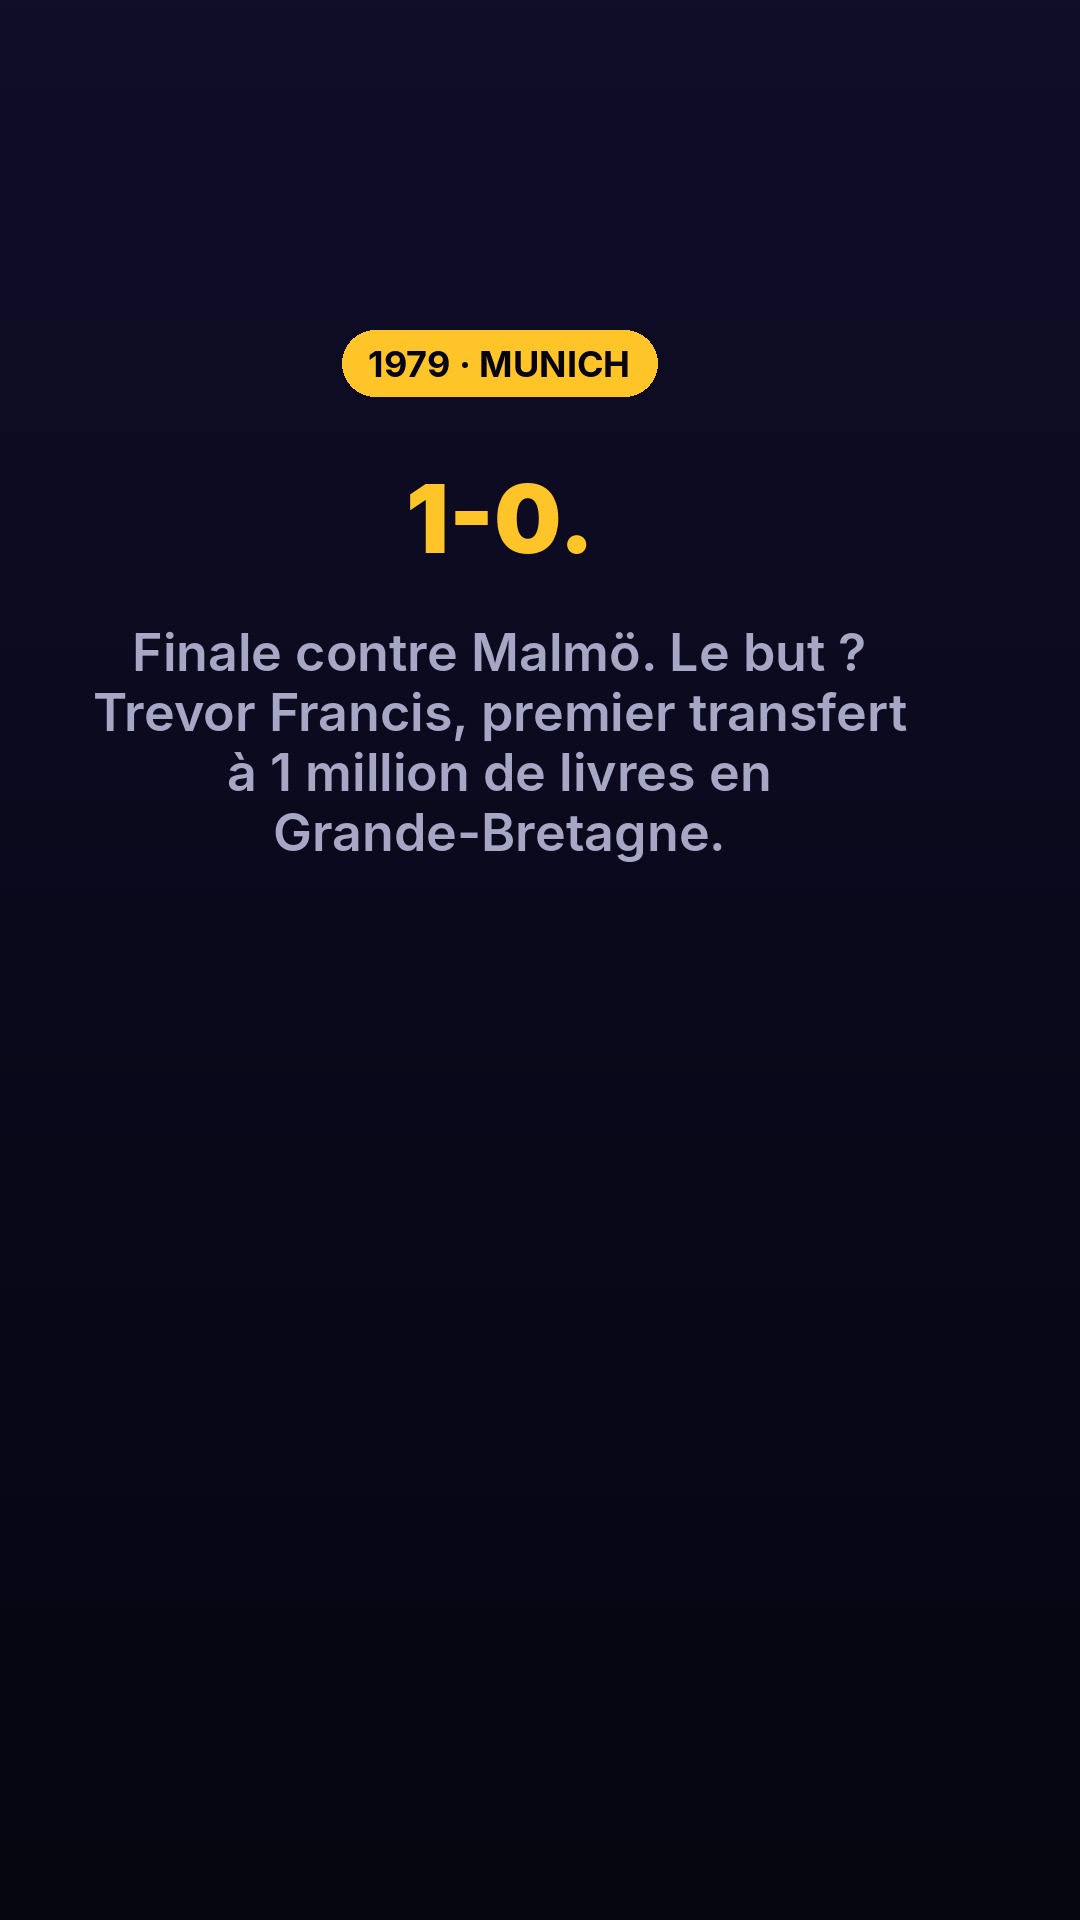 1979 · MUNICH
1-0.
Finale contre Malmö. Le but ?
Trevor Francis, premier transfert
à 1 million de livres en
Grande-Bretagne.